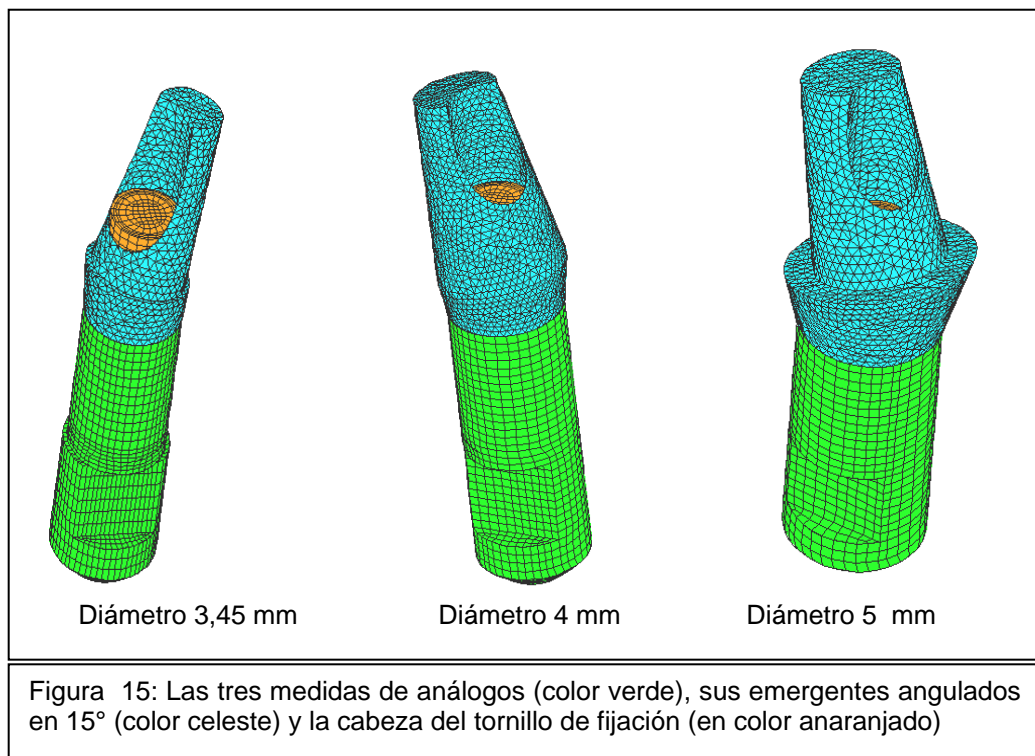 Diámetro 3,45 mm
Diámetro 4 mm
Diámetro 5 mm
Figura 15: Las tres medidas de análogos (color verde), sus emergentes angulados
en 15° (color celeste) y la cabeza del tornillo de fijación (en color anaranjado)